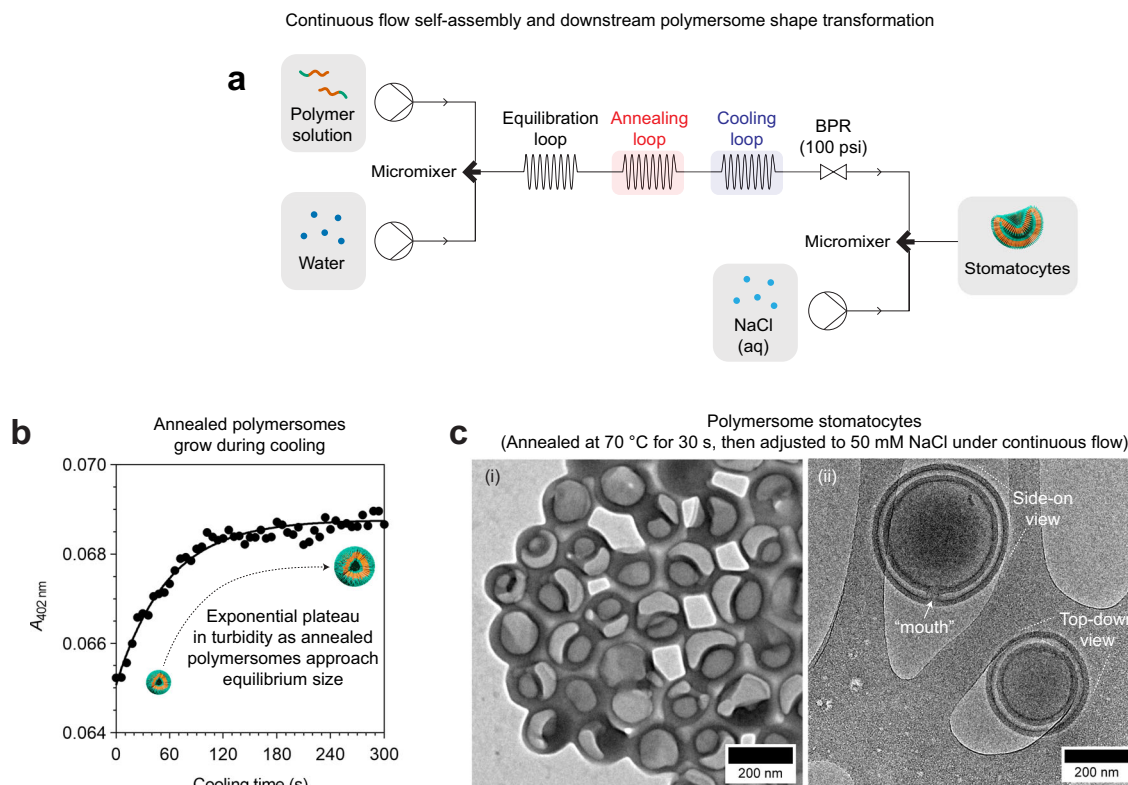 Continuous flow self-assembly and downstream polymersome shape transformation
a
Polymer
solution
Water
Micromixer
Equilibration
loop
Annealing
loop
Cooling
loop
BPR
(100 psi)
Micromixer
NaCl
(aq)
Stomatocytes
b
Annealed polymersomes
grow during cooling
0.070
0.068
0.066
0.064
A402 nm
Exponential plateau
in turbidity as annealed
polymersomes approach
equilibrium size
0
60
120
180
240
300
Cooling time (s)
c
Polymersome stomatocytes
(Annealed at 70 °C for 30 s, then adjusted to 50 mM NaCl under continuous flow)
(i)
200 nm
(ii)
Side-on
view
"mouth"
Top-down
view
200 nm